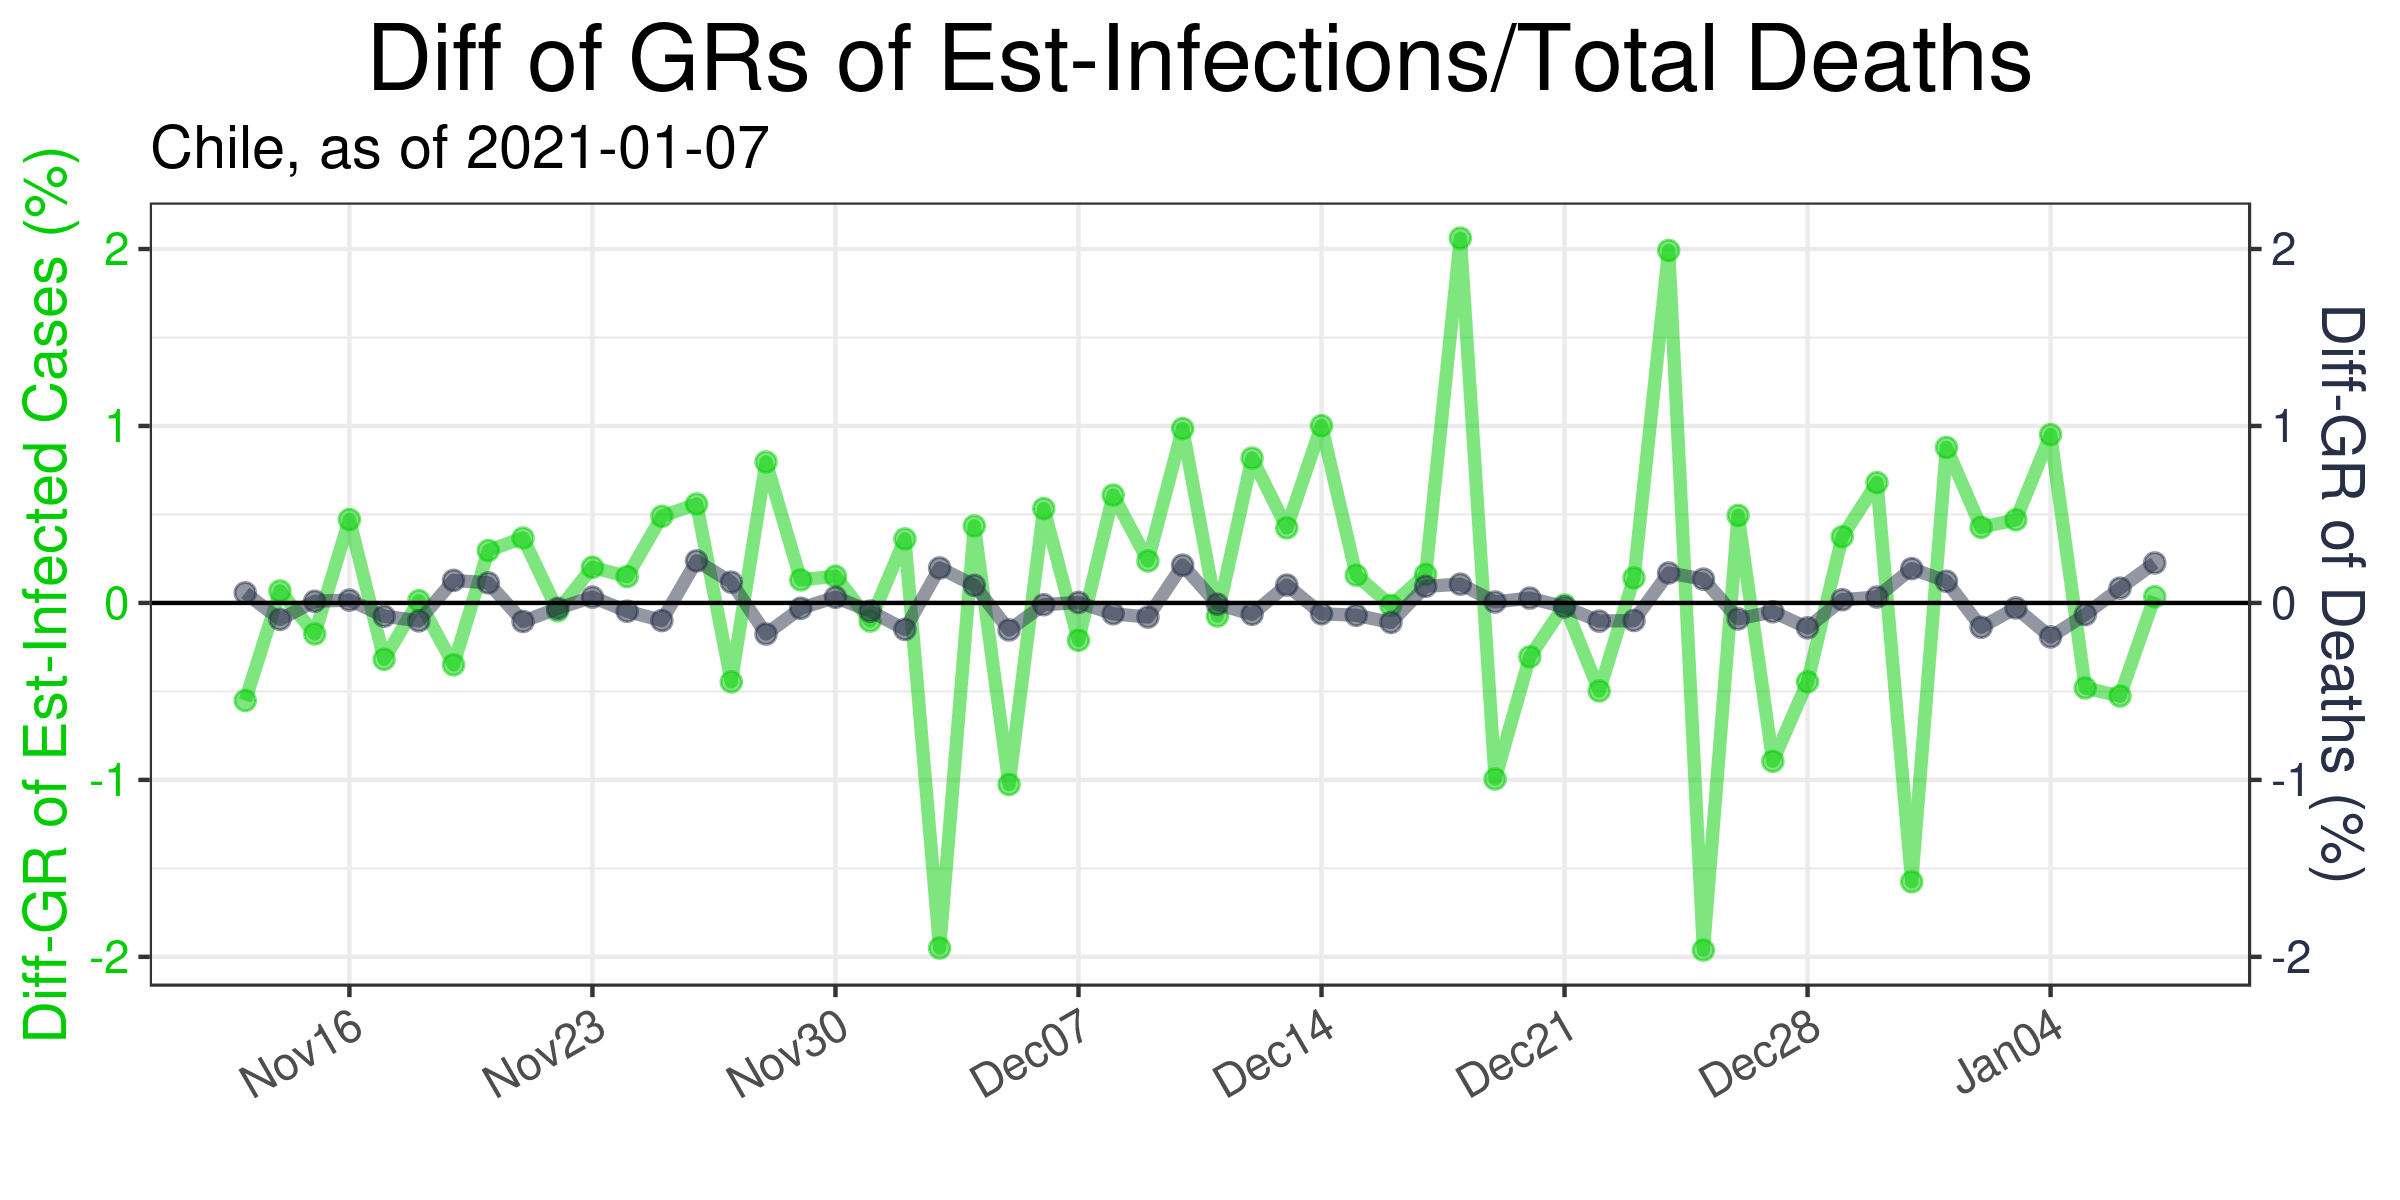 Diff of GRs of Est-Infections/Total Deaths
Chile, as of 2021-01-07
Diff-GR of Est-Infected Cases (%)
2
1
0
-1
-2
2
1
0
-1
-2
Diff-GR of Deaths (%)
Nov16
Nov23
Nov30
Dec07
Dec14
Dec21
Dec28
Jan04